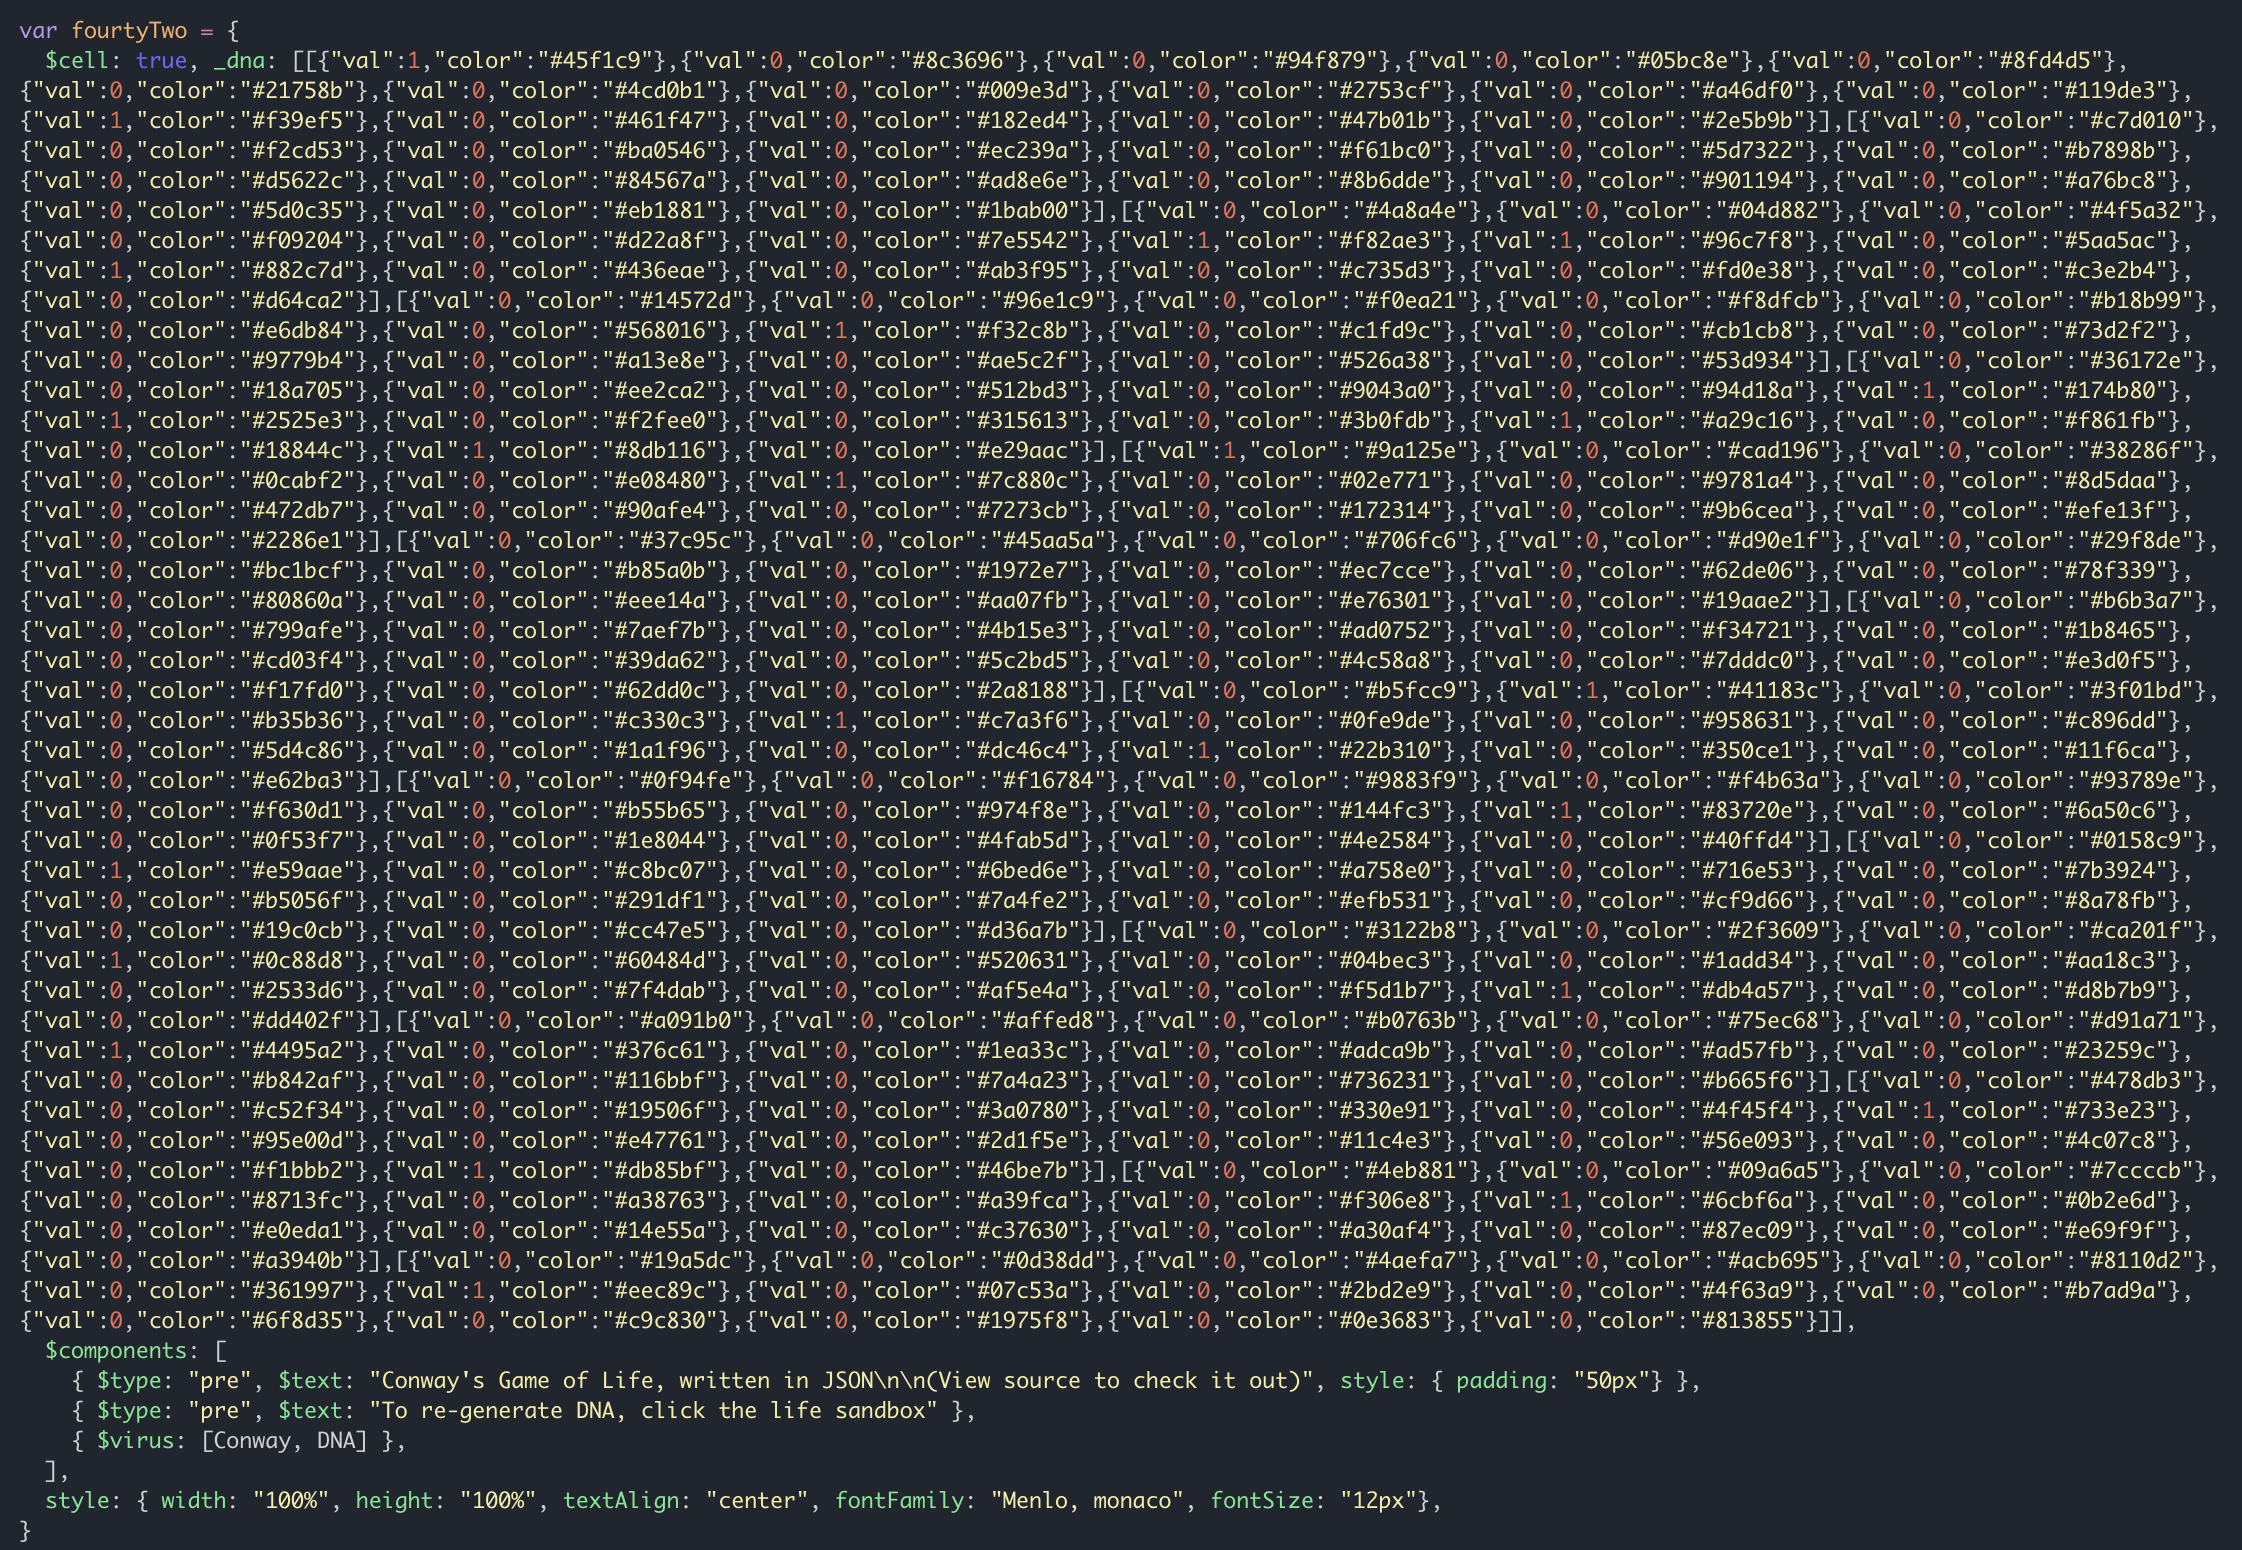 var fourtyTwo = {
  $cell: true, _dna: [[{"val":1,"color":"#45f1c9"},{"val":0,"color":"#8c3696"},{"val":0,"color":"#94f879"},{"val":0,"color":"#05bc8e"},{"val":0,"color":"#8fd4d5"},
{"val":0,"color":"#21758b"},{"val":0,"color":"#4cd0b1"},{"val":0,"color":"#009e3d"},{"val":0,"color":"#2753cf"},{"val":0,"color":"#a46df0"},{"val":0,"color":"#119de3"},
{"val":1,"color":"#f39ef5"},{"val":0,"color":"#461f47"},{"val":0,"color":"#182ed4"},{"val":0,"color":"#47b01b"},{"val":0,"color":"#2e5b9b"}],[{"val":0,"color":"#c7d010"},
{"val":0,"color":"#f2cd53"},{"val":0,"color":"#ba0546"},{"val":0,"color":"#ec239a"},{"val":0,"color":"#f61bc0"},{"val":0,"color":"#5d7322"},{"val":0,"color":"#b7898b"},
{"val":0,"color":"#d5622c"},{"val":0,"color":"#84567a"},{"val":0,"color":"#ad8e6e"},{"val":0,"color":"#8b6dde"},{"val":0,"color":"#901194"},{"val":0,"color":"#a76bc8"},
{"val":0,"color":"#5d0c35"},{"val":0,"color":"#eb1881"},{"val":0,"color":"#1bab00"}],[{"val":0,"color":"#4a8a4e"},{"val":0,"color":"#04d882"},{"val":0,"color":"#4f5a32"},
{"val":0,"color":"#f09204"},{"val":0,"color":"#d22a8f"},{"val":0,"color":"#7e5542"},{"val":1,"color":"#f82ae3"},{"val":1,"color":"#96c7f8"},{"val":0,"color":"#5aa5ac"},
{"val":1,"color":"#882c7d"},{"val":0,"color":"#436eae"},{"val":0,"color":"#ab3f95"},{"val":0,"color":"#c735d3"},{"val":0,"color":"#fd0e38"},{"val":0,"color":"#c3e2b4"},
{"val":0,"color":"#d64ca2"}],[{"val":0,"color":"#14572d"},{"val":0,"color":"#96e1c9"},{"val":0,"color":"#f0ea21"},{"val":0,"color":"#f8dfcb"},{"val":0,"color":"#b18b99"},
{"val":0,"color":"#e6db84"},{"val":0,"color":"#568016"},{"val":1,"color":"#f32c8b"},{"val":0,"color":"#c1fd9c"},{"val":0,"color":"#cb1cb8"},{"val":0,"color":"#73d2f2"},
{"val":0,"color":"#9779b4"},{"val":0,"color":"#a13e8e"},{"val":0,"color":"#ae5c2f"},{"val":0,"color":"#526a38"},{"val":0,"color":"#53d934"}],[{"val":0,"color":"#36172e"},
{"val":0,"color":"#18a705"},{"val":0,"color":"#ee2ca2"},{"val":0,"color":"#512bd3"},{"val":0,"color":"#9043a0"},{"val":0,"color":"#94d18a"},{"val":1,"color":"#174b80"},
{"val":1,"color":"#2525e3"},{"val":0,"color":"#f2fee0"},{"val":0,"color":"#315613"},{"val":0,"color":"#3b0fdb"},{"val":1,"color":"#a29c16"},{"val":0,"color":"#f861fb"},
{"val":0,"color":"#18844c"},{"val":1,"color":"#8db116"},{"val":0,"color":"#e29aac"}],[{"val":1,"color":"#9a125e"},{"val":0,"color":"#cad196"},{"val":0,"color":"#38286f"},
{"val":0,"color":"#0cabf2"},{"val":0,"color":"#e08480"},{"val":1,"color":"#7c880c"},{"val":0,"color":"#02e771"},{"val":0,"color":"#9781a4"},{"val":0,"color":"#8d5daa"},
{"val":0,"color":"#472db7"},{"val":0,"color":"#90afe4"},{"val":0,"color":"#7273cb"},{"val":0,"color":"#172314"},{"val":0,"color":"#9b6cea"},{"val":0,"color":"#efe13f"},
{"val":0,"color":"#2286e1"}],[{"val":0,"color":"#37c95c"},{"val":0,"color":"#45aa5a"},{"val":0,"color":"#706fc6"},{"val":0,"color":"#d90e1f"},{"val":0,"color":"#29f8de"},
{"val":0,"color":"#bc1bcf"},{"val":0,"color":"#b85a0b"},{"val":0,"color":"#1972e7"},{"val":0,"color":"#ec7cce"},{"val":0,"color":"#62de06"},{"val":0,"color":"#78f339"},
{"val":0,"color":"#80860a"},{"val":0,"color":"#eee14a"},{"val":0,"color":"#aa07fb"},{"val":0,"color":"#e76301"},{"val":0,"color":"#19aae2"}],[{"val":0,"color":"#b6b3a7"},
{"val":0,"color":"#799afe"},{"val":0,"color":"#7aef7b"},{"val":0,"color":"#4b15e3"},{"val":0,"color":"#ad0752"},{"val":0,"color":"#f34721"},{"val":0,"color":"#1b8465"},
{"val":0,"color":"#cd03f4"},{"val":0,"color":"#39da62"},{"val":0,"color":"#5c2bd5"},{"val":0,"color":"#4c58a8"},{"val":0,"color":"#7dddc0"},{"val":0,"color":"#e3d0f5"},
{"val":0,"color":"#f17fd0"},{"val":0,"color":"#62dd0c"},{"val":0,"color":"#2a8188"}],[{"val":0,"color":"#b5fcc9"},{"val":1,"color":"#41183c"},{"val":0,"color":"#3f01bd"},
{"val":0,"color":"#b35b36"},{"val":0,"color":"#c330c3"},{"val":1,"color":"#c7a3f6"},{"val":0,"color":"#0fe9de"},{"val":0,"color":"#958631"},{"val":0,"color":"#c896dd"},
{"val":0,"color":"#5d4c86"},{"val":0,"color":"#1a1f96"},{"val":0,"color":"#dc46c4"},{"val":1,"color":"#22b310"},{"val":0,"color":"#350ce1"},{"val":0,"color":"#11f6ca"},
{"val":0,"color":"#e62ba3"}],[{"val":0,"color":"#0f94fe"},{"val":0,"color":"#f16784"},{"val":0,"color":"#9883f9"},{"val":0,"color":"#f4b63a"},{"val":0,"color":"#93789e"},
{"val":0,"color":"#f630d1"},{"val":0,"color":"#b55b65"},{"val":0,"color":"#974f8e"},{"val":0,"color":"#144fc3"},{"val":1,"color":"#83720e"},{"val":0,"color":"#6a50c6"},
{"val":0,"color":"#0f53f7"},{"val":0,"color":"#1e8044"},{"val":0,"color":"#4fab5d"},{"val":0,"color":"#4e2584"},{"val":0,"color":"#40ffd4"}],[{"val":0,"color":"#0158c9"},
{"val":1,"color":"#e59aae"},{"val":0,"color":"#c8bc07"},{"val":0,"color":"#6bed6e"},{"val":0,"color":"#a758e0"},{"val":0,"color":"#716e53"},{"val":0,"color":"#7b3924"},
{"val":0,"color":"#b5056f"},{"val":0,"color":"#291df1"},{"val":0,"color":"#7a4fe2"},{"val":0,"color":"#efb531"},{"val":0,"color":"#cf9d66"},{"val":0,"color":"#8a78fb"},
{"val":0,"color":"#19c0cb"},{"val":0,"color":"#cc47e5"},{"val":0,"color":"#d36a7b"}],[{"val":0,"color":"#3122b8"},{"val":0,"color":"#2f3609"},{"val":0,"color":"#ca201f"},
{"val":1,"color":"#0c88d8"},{"val":0,"color":"#60484d"},{"val":0,"color":"#520631"},{"val":0,"color":"#04bec3"},{"val":0,"color":"#1add34"},{"val":0,"color":"#aa18c3"},
{"val":0,"color":"#2533d6"},{"val":0,"color":"#7f4dab"},{"val":0,"color":"#af5e4a"},{"val":0,"color":"#f5d1b7"},{"val":1,"color":"#db4a57"},{"val":0,"color":"#d8b7b9"},
{"val":0,"color":"#dd402f"}],[{"val":0,"color":"#a091b0"},{"val":0,"color":"#affed8"},{"val":0,"color":"#b0763b"},{"val":0,"color":"#75ec68"},{"val":0,"color":"#d91a71"},
{"val":1,"color":"#4495a2"},{"val":0,"color":"#376c61"},{"val":0,"color":"#1ea33c"},{"val":0,"color":"#adca9b"},{"val":0,"color":"#ad57fb"},{"val":0,"color":"#23259c"},
{"val":0,"color":"#b842af"},{"val":0,"color":"#116bbf"},{"val":0,"color":"#7a4a23"},{"val":0,"color":"#736231"},{"val":0,"color":"#b665f6"}],[{"val":0,"color":"#478db3"},
{"val":0,"color":"#c52f34"},{"val":0,"color":"#19506f"},{"val":0,"color":"#3a0780"},{"val":0,"color":"#330e91"},{"val":0,"color":"#4f45f4"},{"val":1,"color":"#733e23"},
{"val":0,"color":"#95e00d"},{"val":0,"color":"#e47761"},{"val":0,"color":"#2d1f5e"},{"val":0,"color":"#11c4e3"},{"val":0,"color":"#56e093"},{"val":0,"color":"#4c07c8"},
{"val":0,"color":"#f1bbb2"},{"val":1,"color":"#db85bf"},{"val":0,"color":"#46be7b"}],[{"val":0,"color":"#4eb881"},{"val":0,"color":"#09a6a5"},{"val":0,"color":"#7ccccb"},
{"val":0,"color":"#8713fc"},{"val":0,"color":"#a38763"},{"val":0,"color":"#a39fca"},{"val":0,"color":"#f306e8"},{"val":1,"color":"#6cbf6a"},{"val":0,"color":"#0b2e6d"},
{"val":0,"color":"#e0eda1"},{"val":0,"color":"#14e55a"},{"val":0,"color":"#c37630"},{"val":0,"color":"#a30af4"},{"val":0,"color":"#87ec09"},{"val":0,"color":"#e69f9f"},
{"val":0,"color":"#a3940b"}],[{"val":0,"color":"#19a5dc"},{"val":0,"color":"#0d38dd"},{"val":0,"color":"#4aefa7"},{"val":0,"color":"#acb695"},{"val":0,"color":"#8110d2"},
{"val":0,"color":"#361997"},{"val":1,"color":"#eec89c"},{"val":0,"color":"#07c53a"},{"val":0,"color":"#2bd2e9"},{"val":0,"color":"#4f63a9"},{"val":0,"color":"#b7ad9a"},
{"val":0,"color":"#6f8d35"},{"val":0,"color":"#c9c830"},{"val":0,"color":"#1975f8"},{"val":0,"color":"#0e3683"},{"val":0,"color":"#813855"}]],
  $components: [
    { $type: "pre", $text: "Conway's Game of Life, written in JSON\n\n(View source to check it out)", style: { padding: "50px"} },
    { $type: "pre", $text: "To re-generate DNA, click the life sandbox" },
    { $virus: [Conway, DNA] },
  ],
  style: { width: "100%", height: "100%", textAlign: "center", fontFamily: "Menlo, monaco", fontSize: "12px"},
}